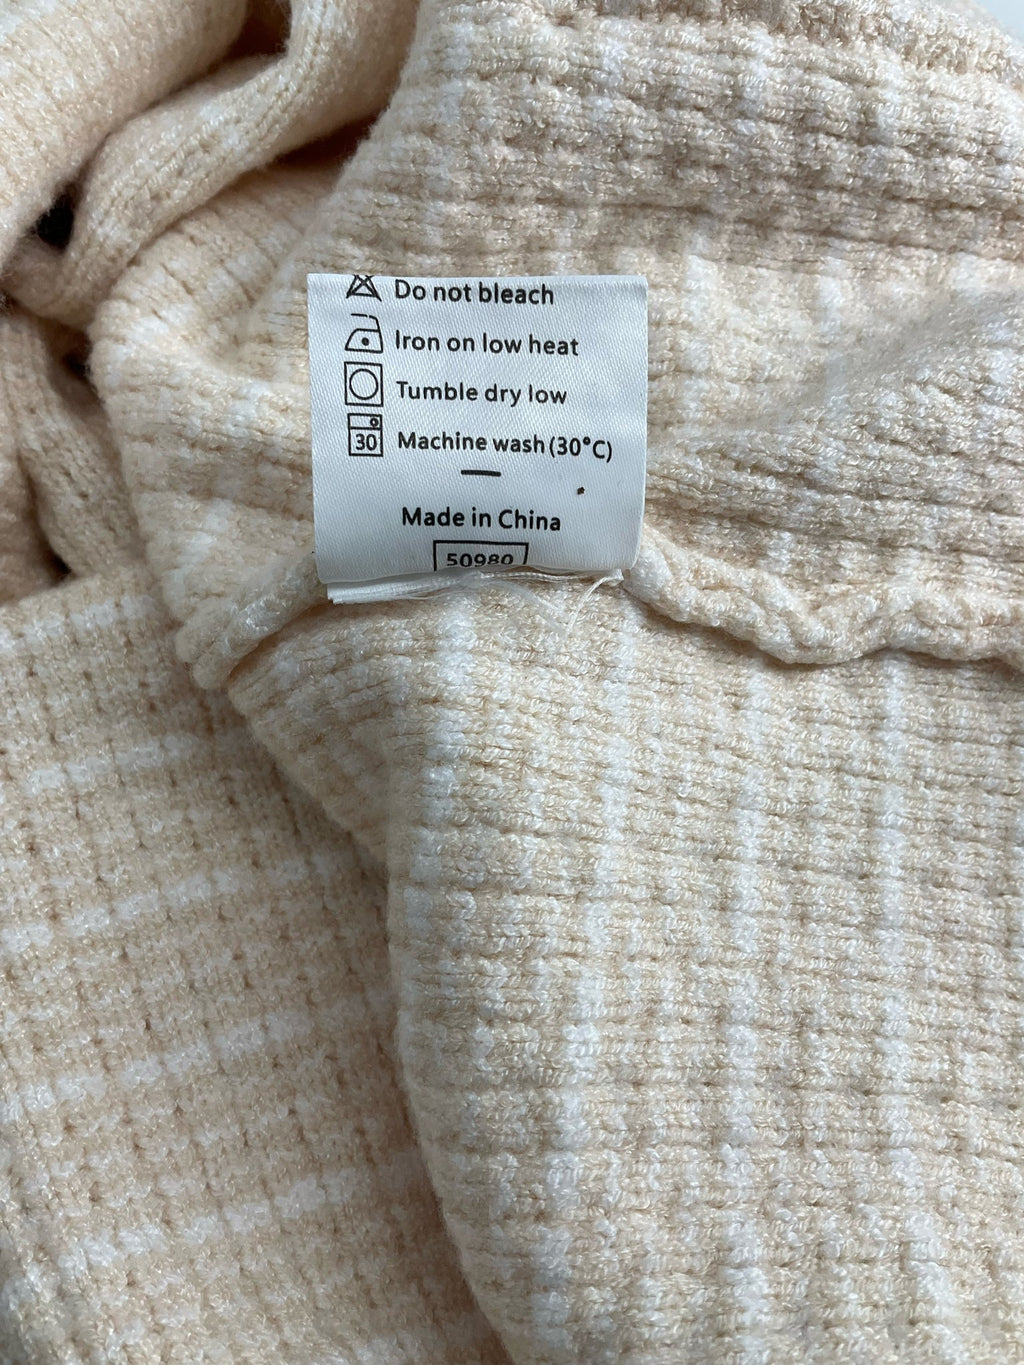 Do not bleach
Iron on low heat
Tumble dry low
30 Machine wash (30°C)
Made in China
50980